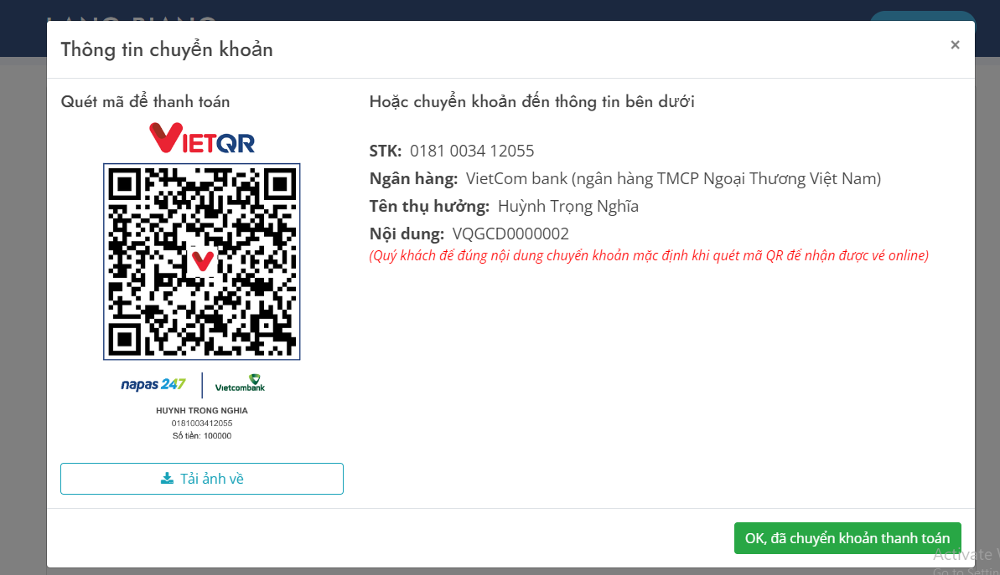 LANG BIANG
Thông tin chuyển khoản
×
Quét mã để thanh toán
VIETQR
napas 247
Vietcombank
HUYNH TRONG NGHIA
0181003412055
Số tiền: 100000
Tải ảnh về
Hoặc chuyển khoản đến thông tin bên dưới
STK: 0181 0034 12055
Ngân hàng: VietCom bank (ngân hàng TMCP Ngoại Thương Việt Nam)
Tên thụ hưởng: Huỳnh Trọng Nghĩa
Nội dung: VQGCD0000002
(Quý khách để đúng nội dung chuyển khoản mặc định khi quét mã QR để nhận được vé online)
OK, đã chuyển khoản thanh toán
Activate
Go to Settin